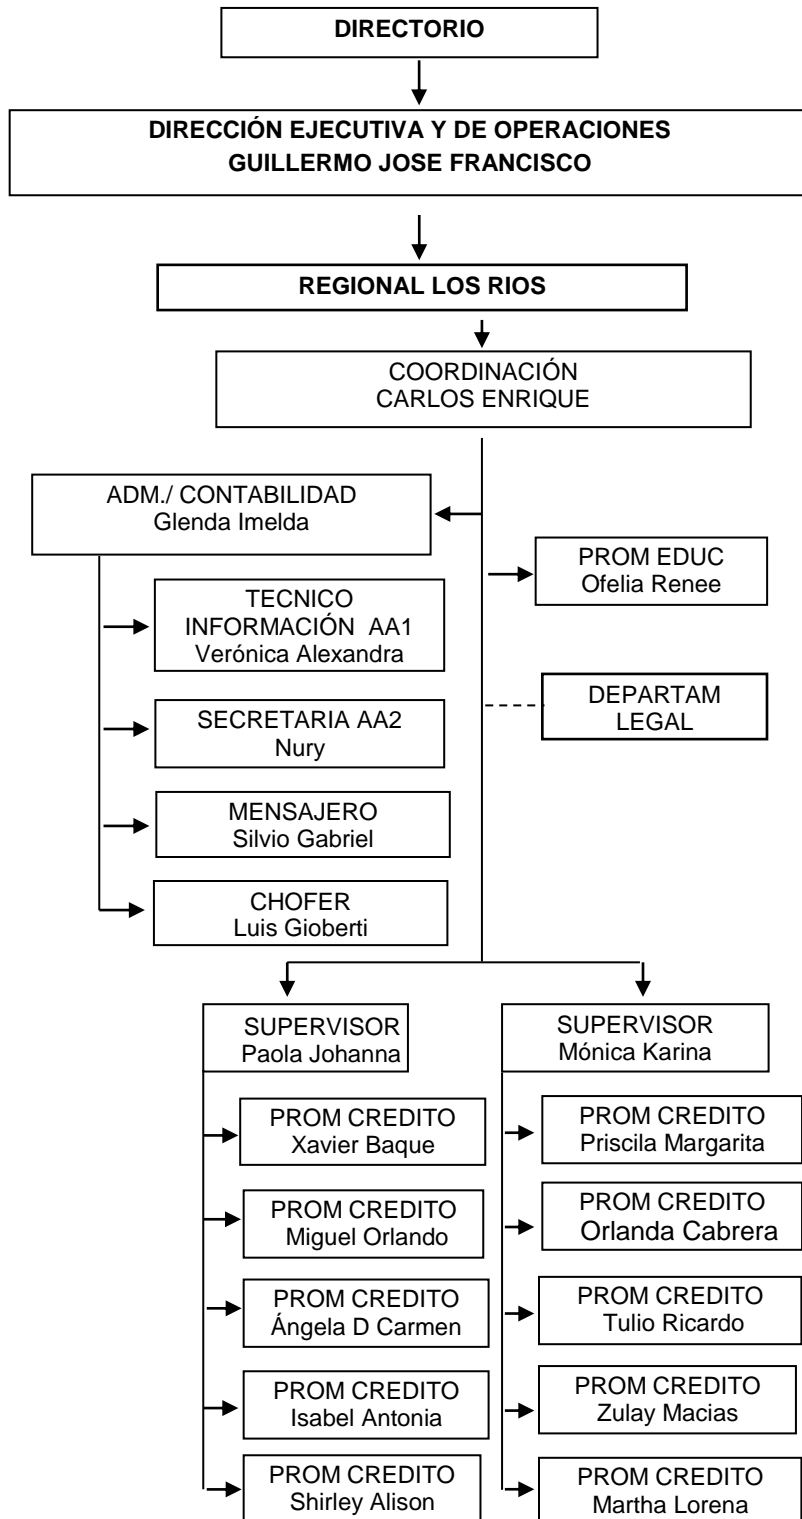 DIRECTORIO
DIRECCIÓN EJECUTIVA Y DE OPERACIONES
GUILLERMO JOSE FRANCISCO
REGIONAL LOS RIOS
COORDINACIÓN
CARLOS ENRIQUE
ADM./ CONTABILIDAD
Glenda Imelda
PROM EDUC
Ofelia Renee
TECNICO
INFORMACIÓN AA1
Verónica Alexandra
DEPARTAM
LEGAL
SECRETARIA AA2
Nury
MENSAJERO
Silvio Gabriel
CHOFER
Luis Gioberti
SUPERVISOR
Paola Johanna
PROM CREDITO
Xavier Baque
PROM CREDITO
Miguel Orlando
PROM CREDITO
Ángela D Carmen
PROM CREDITO
Isabel Antonia
PROM CREDITO
Shirley Alison
SUPERVISOR
Mónica Karina
PROM CREDITO
Priscila Margarita
PROM CREDITO
Orlanda Cabrera
PROM CREDITO
Tulio Ricardo
PROM CREDITO
Zulay Macias
PROM CREDITO
Martha Lorena